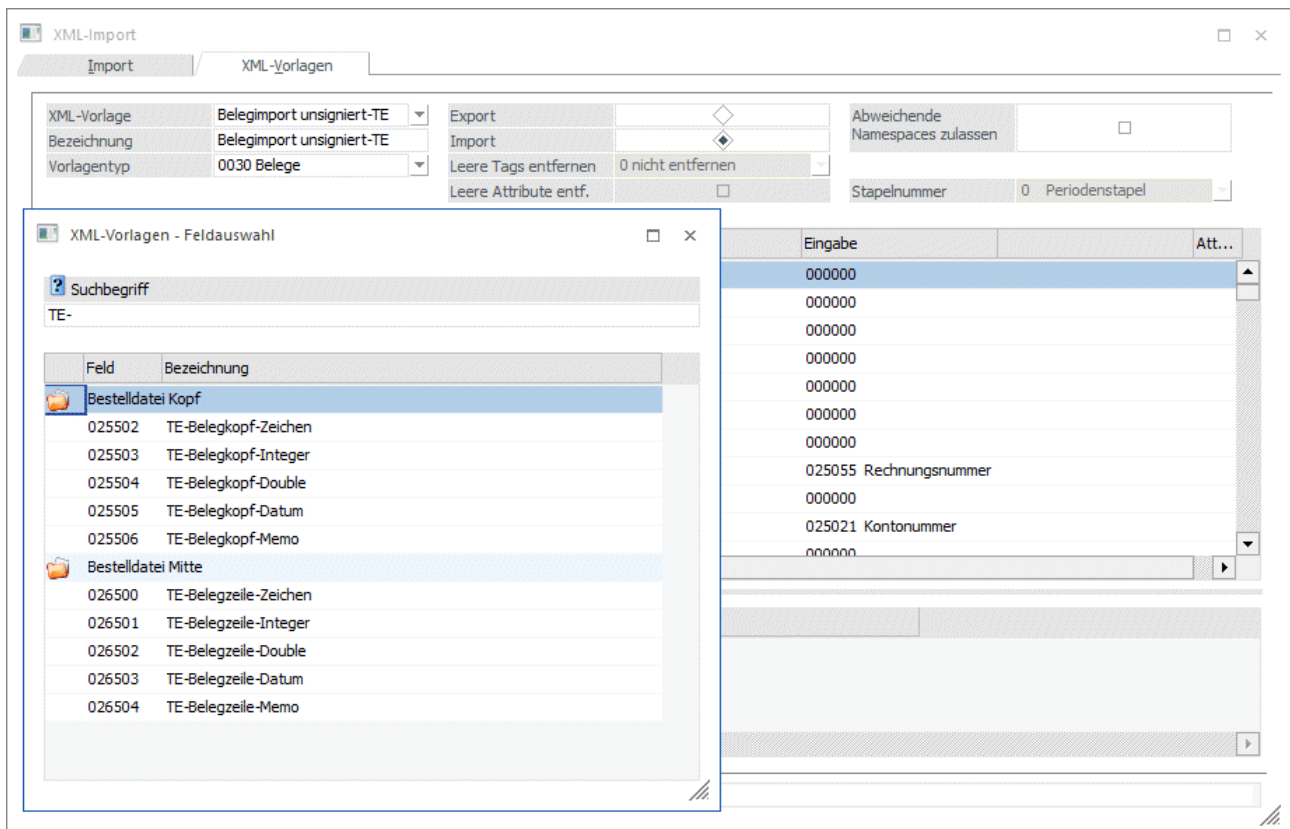 XML-Import
Import
XML-Vorlagen
XML-Vorlage Belegimport unsigniert-TE Export Abweichende Namespaces zulassen
Bezeichnung Belegimport unsigniert-TE Import
Vorlagentyp 0030 Belege Leere Tags entfernen 0 nicht entfernen
Leere Attribute entf. Stapelnummer 0 Periodenstapel
XML-Vorlagen - Feldauswahl
Suchbegriff
TE-
Feld Bezeichnung
Bestelldatei Kopf
025502 TE-Belegkopf-Zeichen
025503 TE-Belegkopf-Integer
025504 TE-Belegkopf-Double
025505 TE-Belegkopf-Datum
025506 TE-Belegkopf-Memo
Bestelldatei Mitte
026500 TE-Belegzeile-Zeichen
026501 TE-Belegzeile-Integer
026502 TE-Belegzeile-Double
026503 TE-Belegzeile-Datum
026504 TE-Belegzeile-Memo
Eingabe Att...
000000
000000
000000
000000
000000
000000
000000
025055 Rechnungsnummer
000000
025021 Kontonummer
000000